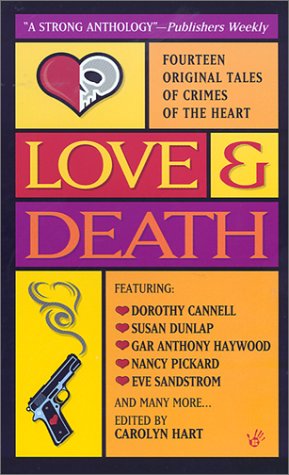 "A STRONG ANTHOLOGY"—Publishers Weekly
FOURTEEN
ORIGINAL TALES
OF CRIMES
OF THE HEART
LOVE &
DEATH
FEATURING:
DOROTHY CANNELL
SUSAN DUNLAP
GAR ANTHONY HAYWOOD
NANCY PICKARD
EVE SANDSTROM
AND MANY MORE...
EDITED BY
CAROLYN HART